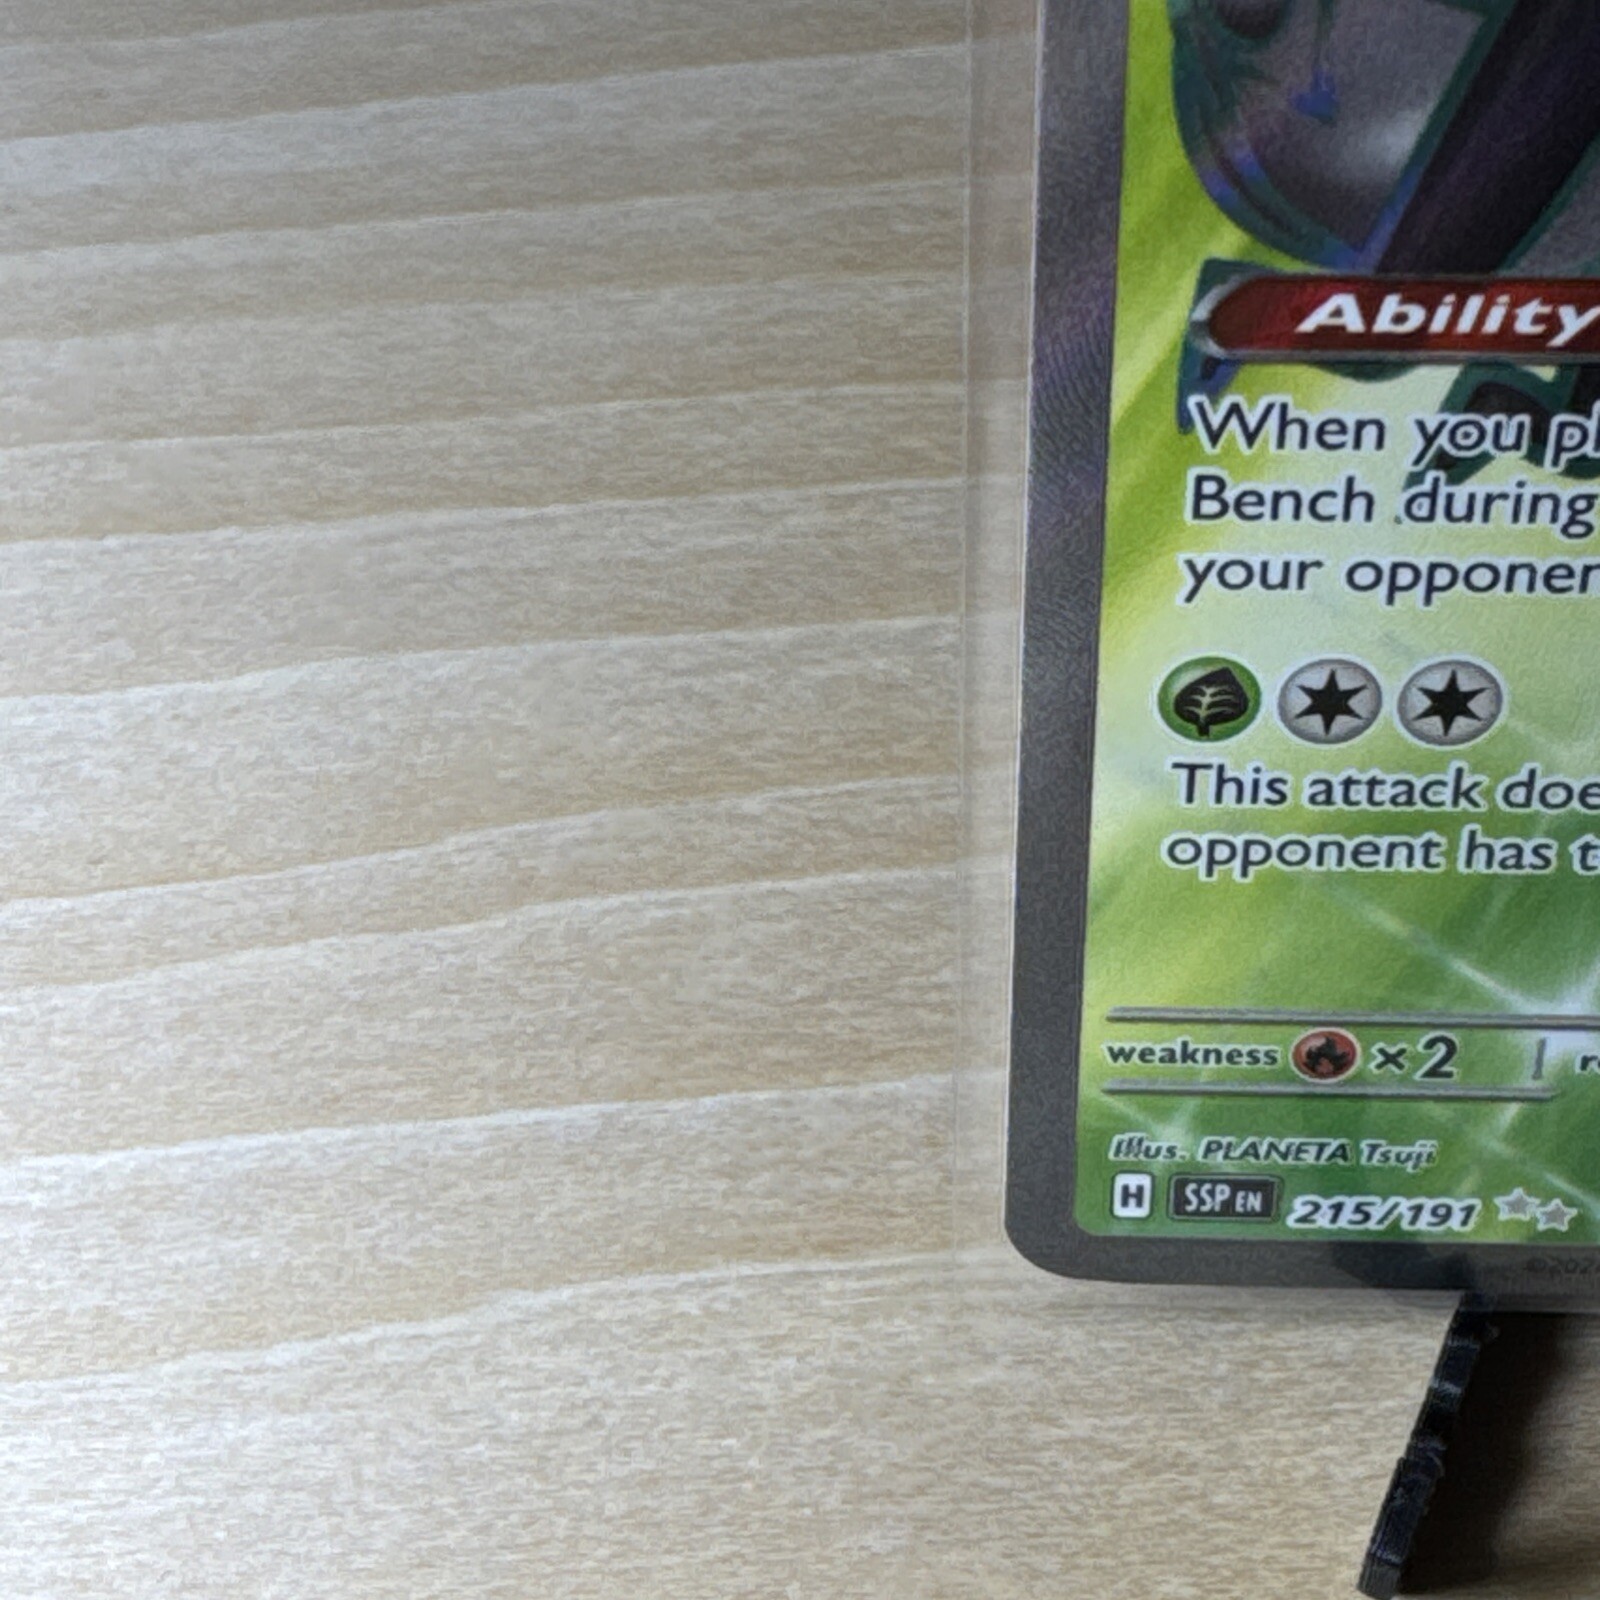 Ability
When you pl
Bench during
your opponen
This attack doe
opponent has t
weakness ×2
Illus. PLANETA Tsuji
H SSP EN 215/191